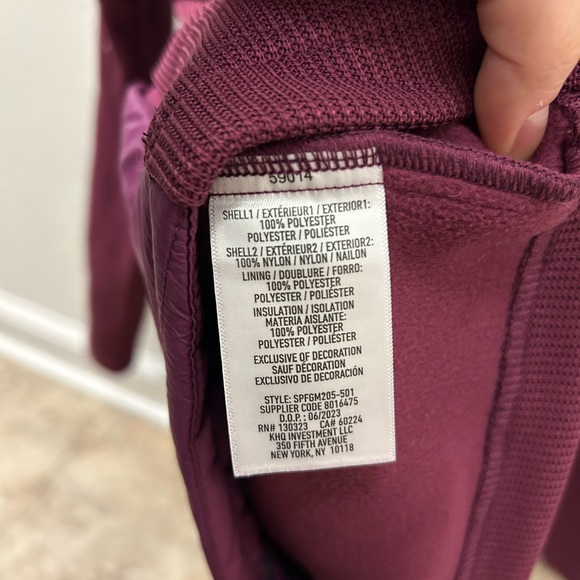 59014
SHELL1 / EXTÉRIEUR1 / EXTERIOR1:
100% POLYESTER
POLYESTER / POLIÉSTER
SHELL2 / EXTÉRIEUR2 / EXTERIOR2:
100% NYLON / NYLON / NAILON
LINING / DOUBLURE / FORRO:
100% POLYESTER
POLYESTER / POLIÉSTER
INSULATION / ISOLATION
MATERIA AISLANTE:
100% POLYESTER
POLYESTER / POLIÉSTER
EXCLUSIVE OF DECORATION
SAUF DÉCORATION
EXCLUSIVO DE DECORACIÓN
STYLE: SPFGM205-501
SUPPLIER CODE 8016475
D.O.P. : 06/2023
RN# 130323 CA# 60224
KHQ INVESTMENT LLC
350 FIFTH AVENUE
NEW YORK, NY 10118